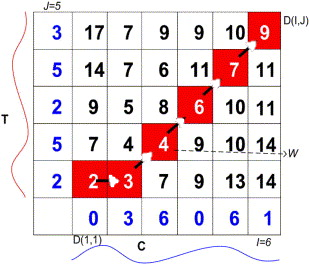 J=5
3 17 7 9 9 10 9 D(I,J)
5 14 7 6 11 7 11
2 9 5 8 6 10 11
T
5 7 4 4 9 10 14 W
2 2 3 7 9 13 14
0 3 6 0 6 1
D(1,1) C I=6